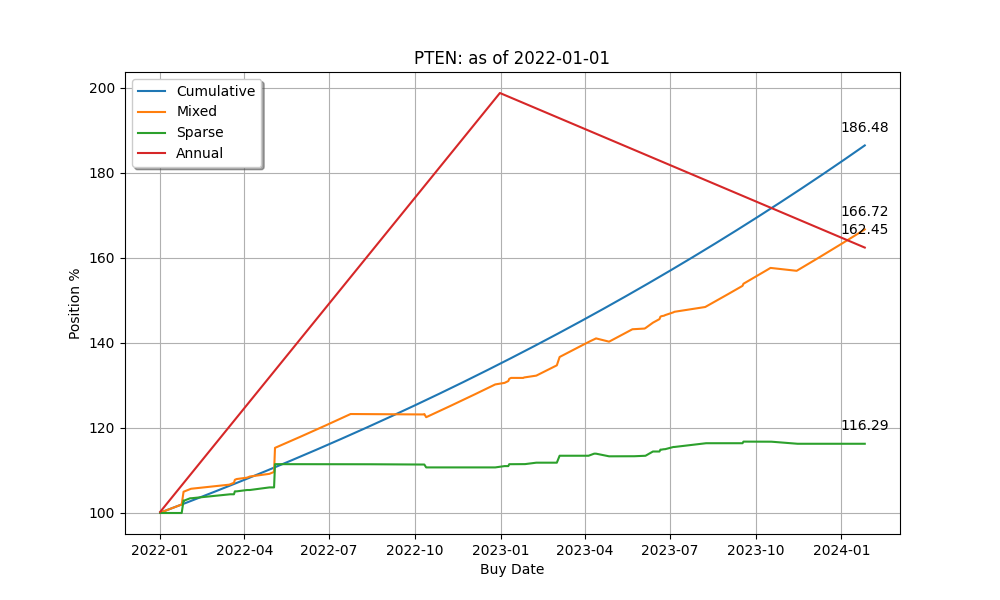 PTEN: as of 2022-01-01
Cumulative
Mixed
Sparse
Annual
200
180
160
140
120
100
Position %
186.48
166.72
162.45
116.29
2022-01 2022-04 2022-07 2022-10 2023-01 2023-04 2023-07 2023-10 2024-01
Buy Date